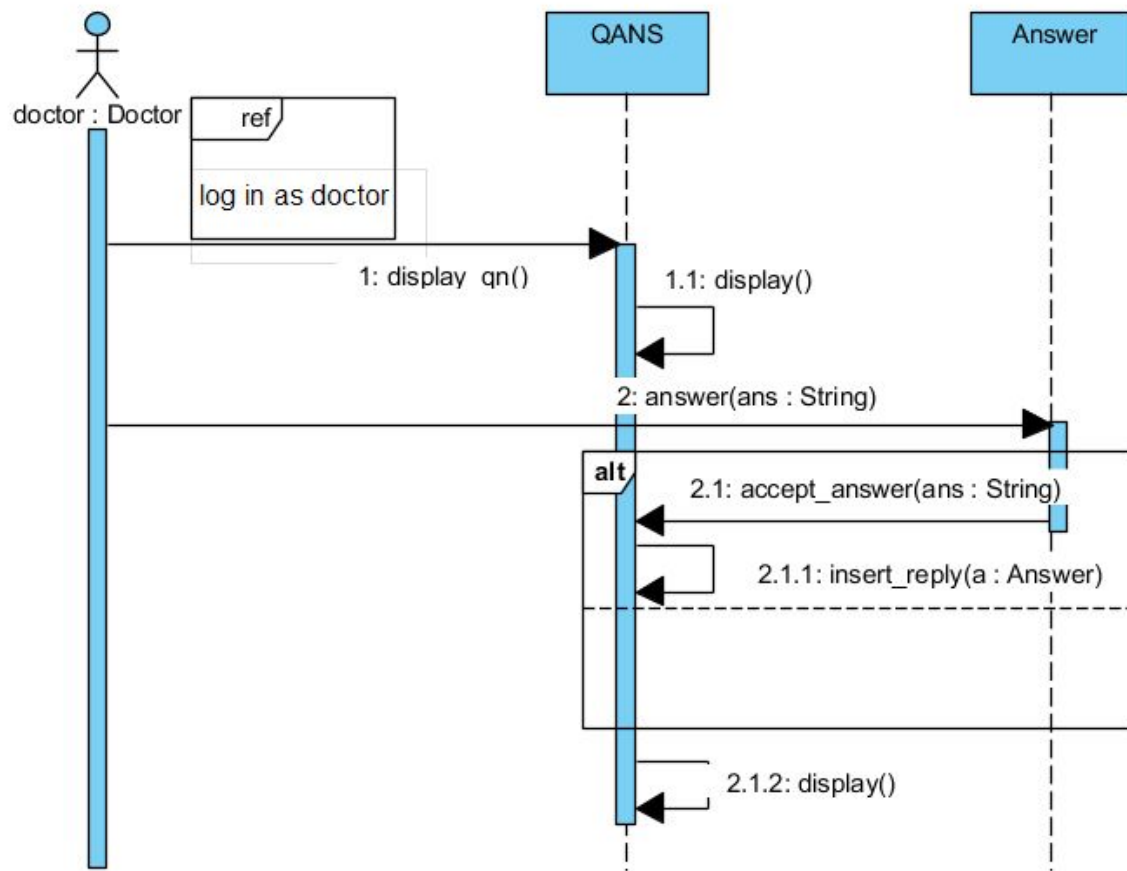 QANS
Answer
doctor : Doctor
ref
log in as doctor
1: display_qn()
1.1: display()
2: answer(ans : String)
alt
2.1: accept_answer(ans : String)
2.1.1: insert_reply(a : Answer)
2.1.2: display()